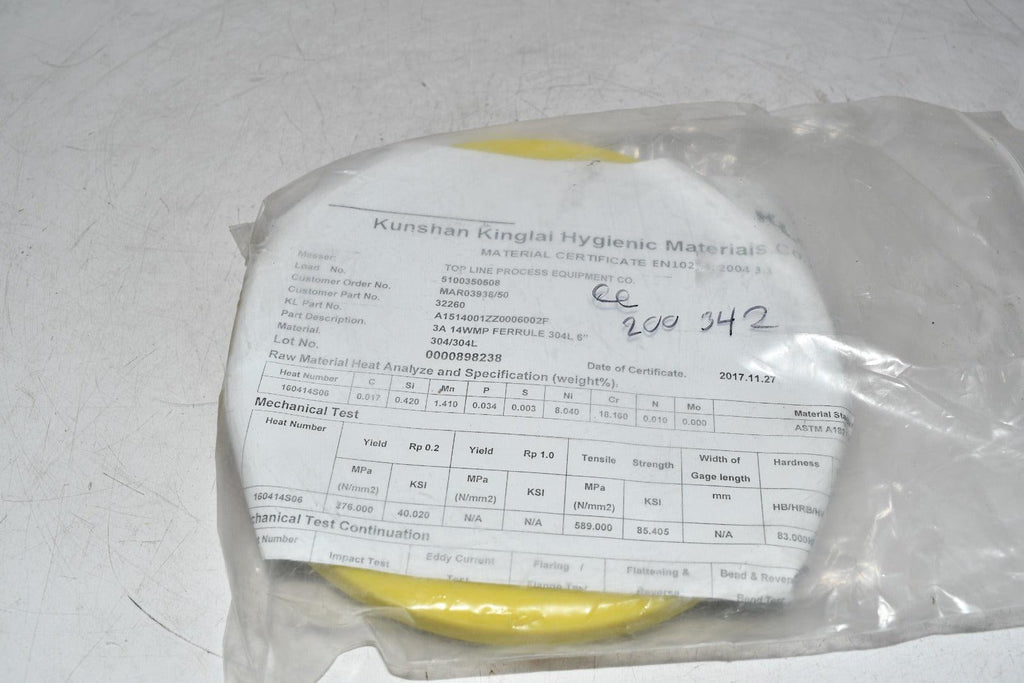 Kunshan Kinglai Hygienic Materials Co
MATERIAL CERTIFICATE EN102 2004 3.1
Messer:
TOP LINE PROCESS EQUIPMENT CO.
Load No. 5100350508
Customer Order No. MAR03938/50
Customer Part No. 32260
KL Part No. A1514001ZZ0006002F
Part Description. 3A 14WMP FERRULE 304L 6"
Material. 304/304L
Lot No. 0000898238
ee
200 342
Date of Certificate. 2017.11.27
Raw Material Heat Analyze and Specification (weight%).
Heat Number C Si Mn P S Ni Cr N Mo Material
160414S06 0.017 0.420 1.410 0.034 0.003 8.040 18.160 0.010 0.000 ASTM
Mechanical Test
Heat Number Yield Rp 0.2 Yield Rp 1.0 Tensile Strength Width of Gage length Hardness
MPa (N/mm2) KSI MPa (N/mm2) KSI MPa (N/mm2) KSI mm HB/HRB/
160414S06 276.000 40.020 N/A N/A 589.000 85.405 N/A 83.000
chanical Test Continuation
Number Impact Test Eddy Current Flaring / Flattening & Bend &
Test Reverse Bend Test